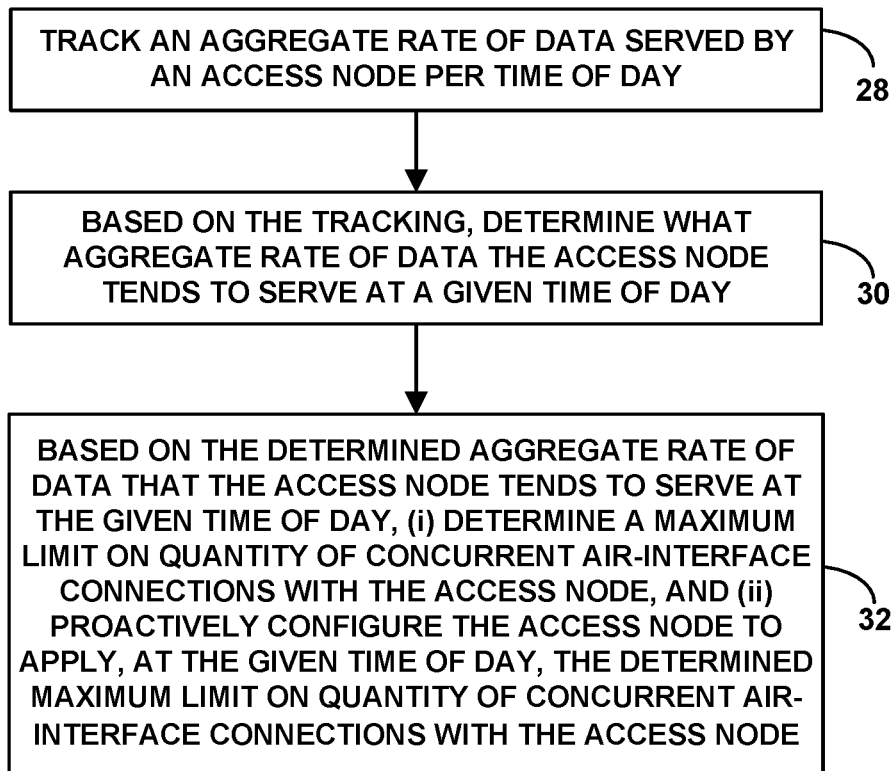 TRACK AN AGGREGATE RATE OF DATA SERVED BY
AN ACCESS NODE PER TIME OF DAY
28
BASED ON THE TRACKING, DETERMINE WHAT
AGGREGATE RATE OF DATA THE ACCESS NODE
TENDS TO SERVE AT A GIVEN TIME OF DAY
30
BASED ON THE DETERMINED AGGREGATE RATE OF
DATA THAT THE ACCESS NODE TENDS TO SERVE AT
THE GIVEN TIME OF DAY, (i) DETERMINE A MAXIMUM
LIMIT ON QUANTITY OF CONCURRENT AIR-INTERFACE
CONNECTIONS WITH THE ACCESS NODE, AND (ii)
PROACTIVELY CONFIGURE THE ACCESS NODE TO
APPLY, AT THE GIVEN TIME OF DAY, THE DETERMINED
MAXIMUM LIMIT ON QUANTITY OF CONCURRENT AIR-
INTERFACE CONNECTIONS WITH THE ACCESS NODE
32